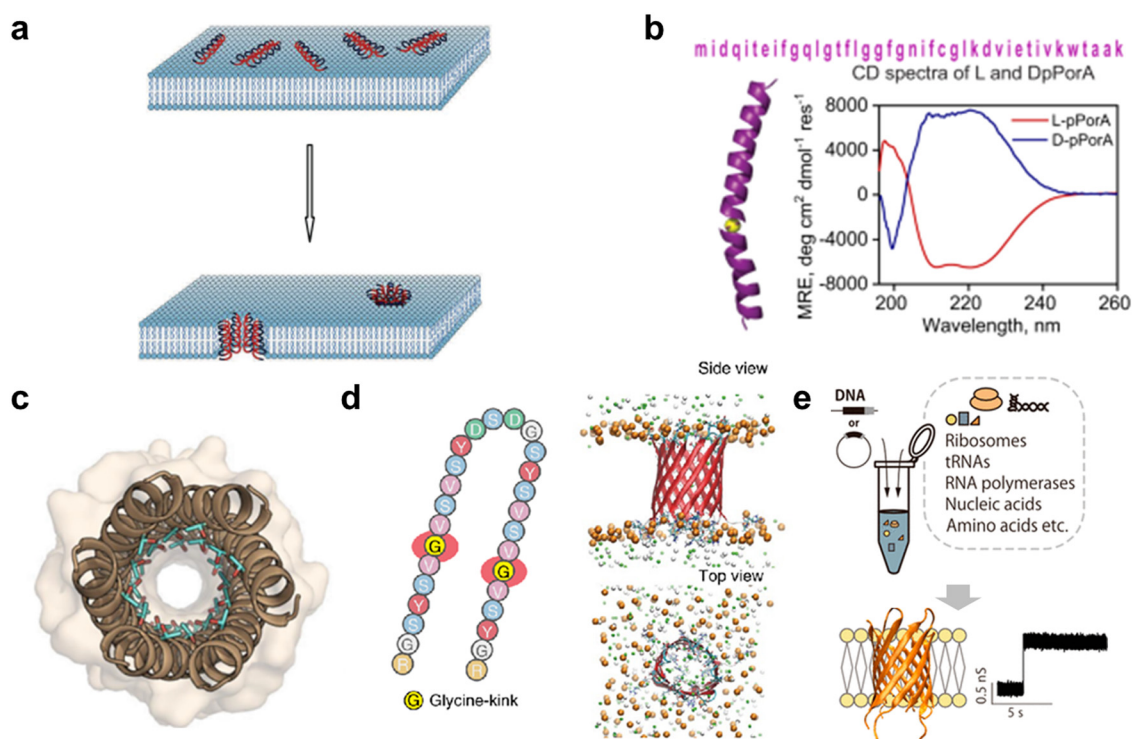 a
b
midqiteifgqlgtflggfgnifcglkdvietivkwtaak
CD spectra of L and DpPorA
MRE, deg cm² dmol⁻¹ res⁻¹
8000
4000
0
-4000
-8000
L-pPorA
D-pPorA
200
220
240
260
Wavelength, nm
c
d
R
G
S
Y
S
V
G
V
S
V
S
Y
D
S
D
G
S
Y
S
V
S
V
G
V
S
Y
G
R
G Glycine-kink
Side view
Top view
e
DNA
or
Ribosomes
tRNAs
RNA polymerases
Nucleic acids
Amino acids etc.
0.5 nS
5 s